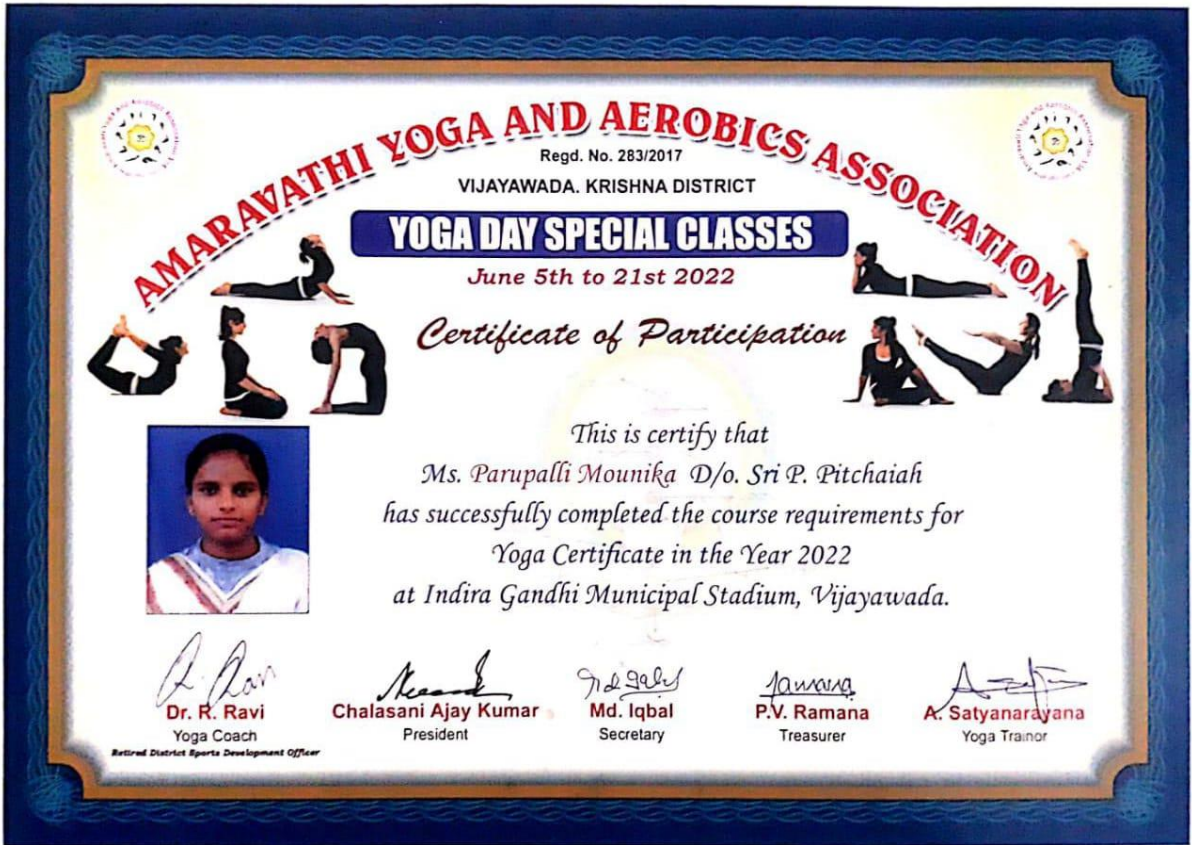 AMARAVATHI YOGA AND AEROBICS ASSOCIATION
Regd. No. 283/2017
VIJAYAWADA. KRISHNA DISTRICT
YOGA DAY SPECIAL CLASSES
June 5th to 21st 2022
Certificate of Participation
This is certify that
Ms. Parupalli Mounika D/o. Sri P. Pitchaiah
has successfully completed the course requirements for
Yoga Certificate in the Year 2022
at Indira Gandhi Municipal Stadium, Vijayawada.
Dr. R. Ravi
Yoga Coach
Retired District Sports Development Officer
Chalasani Ajay Kumar
President
Md. Iqbal
Secretary
P.V. Ramana
Treasurer
A. Satyanarayana
Yoga Trainor